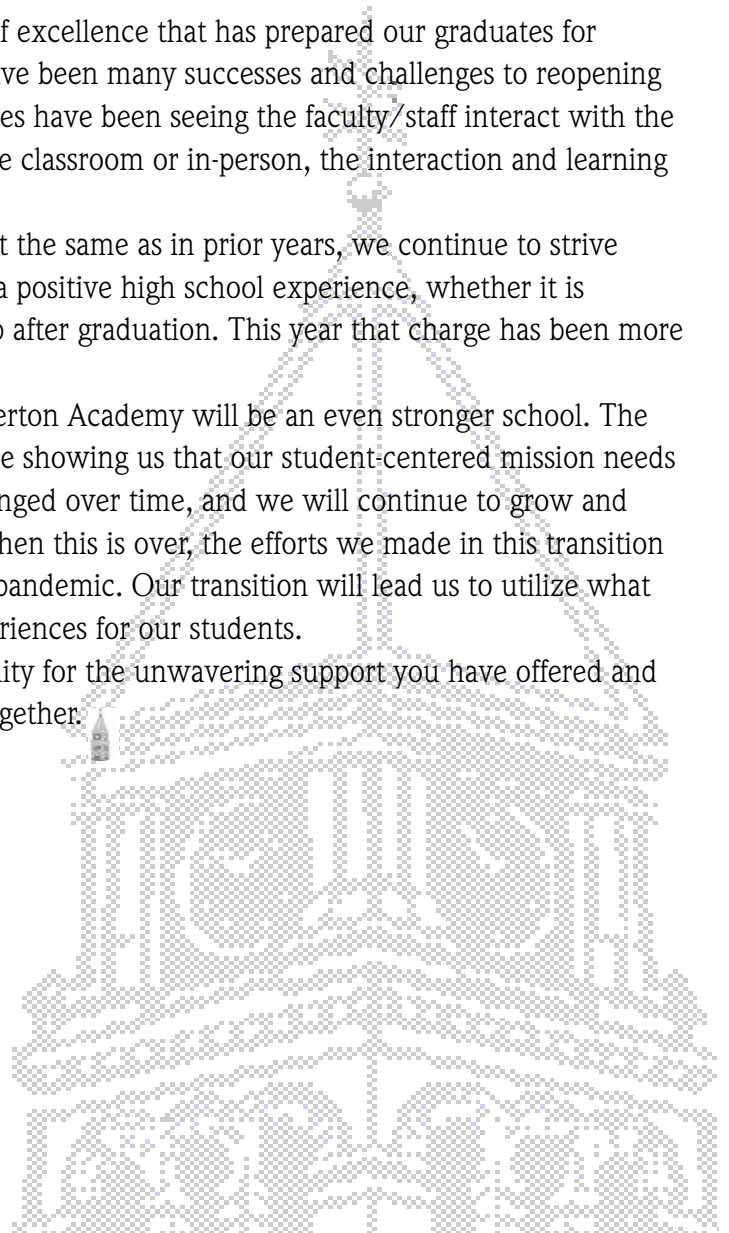 f excellence that has prepared our graduates for
ve been many successes and challenges to reopening
es have been seeing the faculty/staff interact with the
e classroom or in-person, the interaction and learning
t the same as in prior years, we continue to strive
a positive high school experience, whether it is
o after graduation. This year that charge has been more
erton Academy will be an even stronger school. The
e showing us that our student-centered mission needs
nged over time, and we will continue to grow and
hen this is over, the efforts we made in this transition
pandemic. Our transition will lead us to utilize what
riences for our students.
ity for the unwavering support you have offered and
gether.